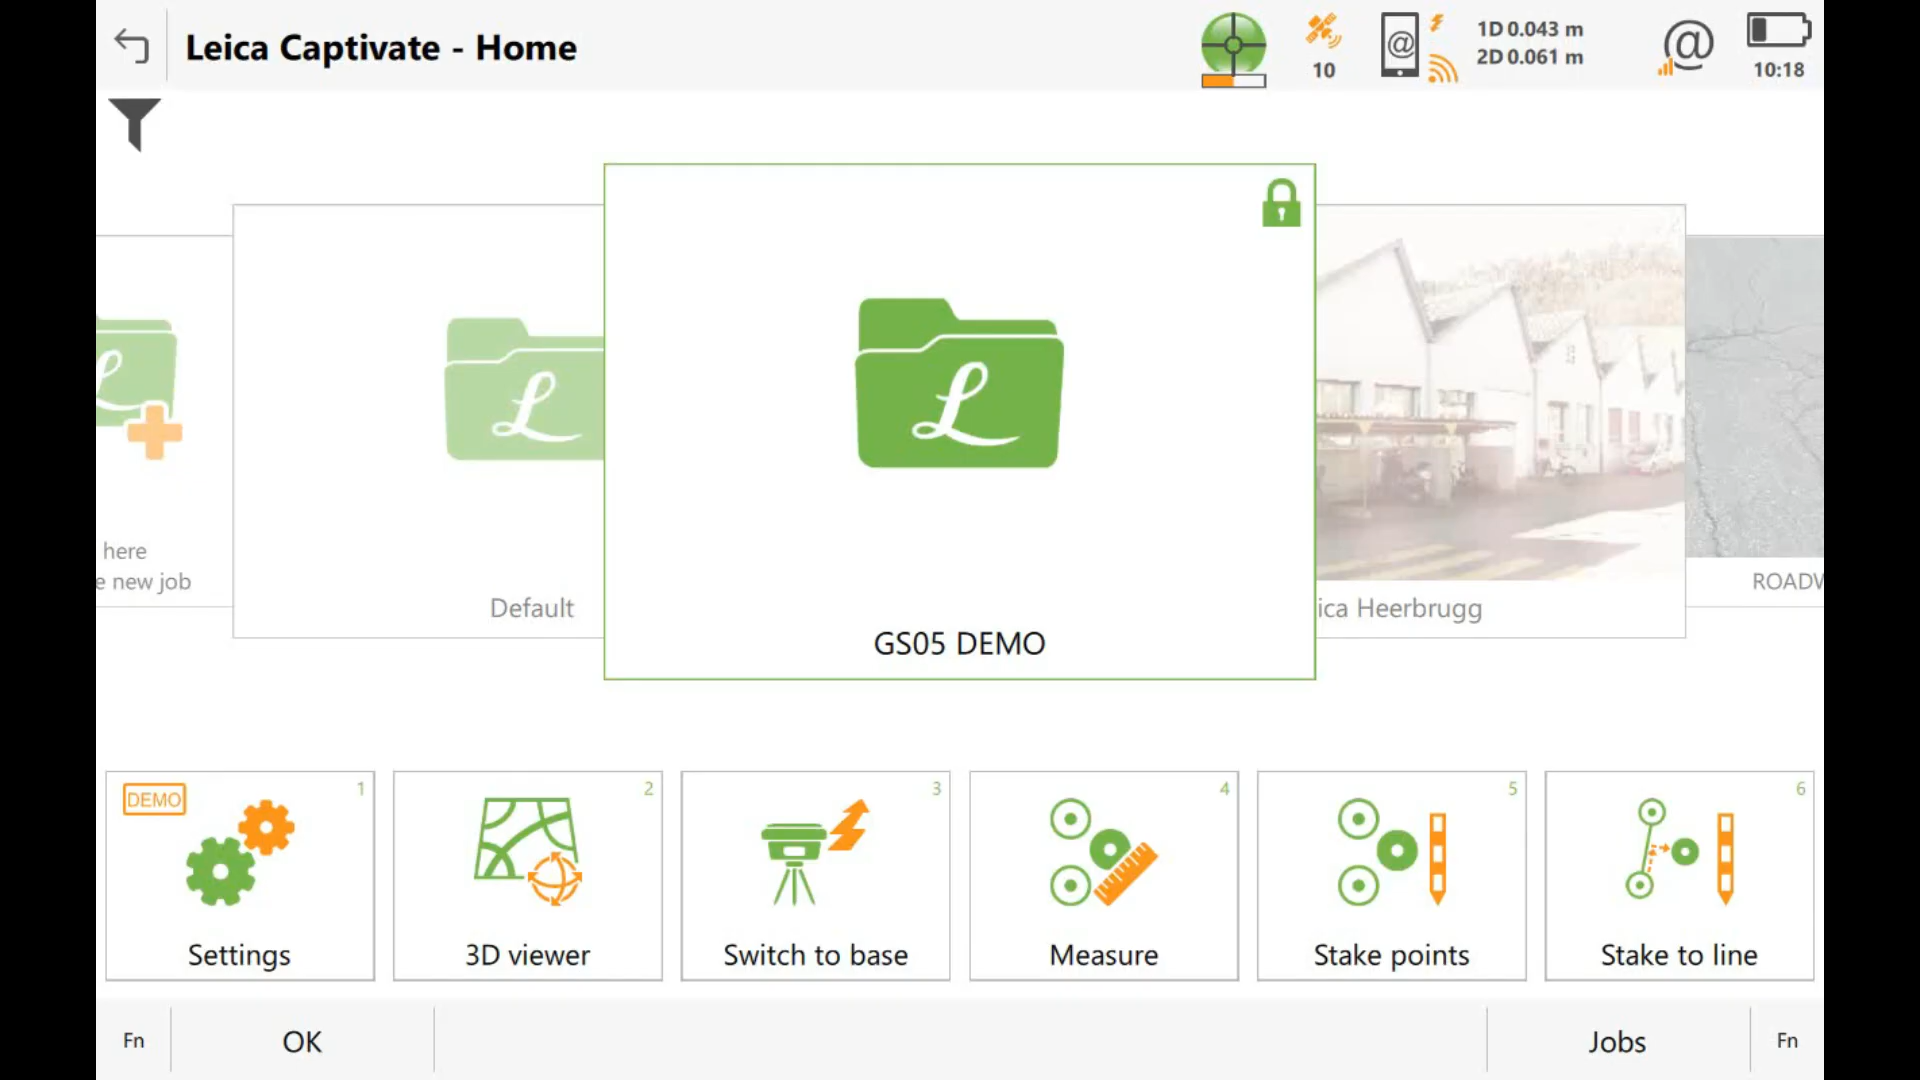 Leica Captivate - Home
10
@
1D 0.043 m
2D 0.061 m
@
10:18
L
here
e new job
L
Default
L
GS05 DEMO
ica Heerbrugg
ROADW
DEMO
1
Settings
2
3D viewer
3
Switch to base
4
Measure
5
Stake points
6
Stake to line
Fn
OK
Jobs
Fn